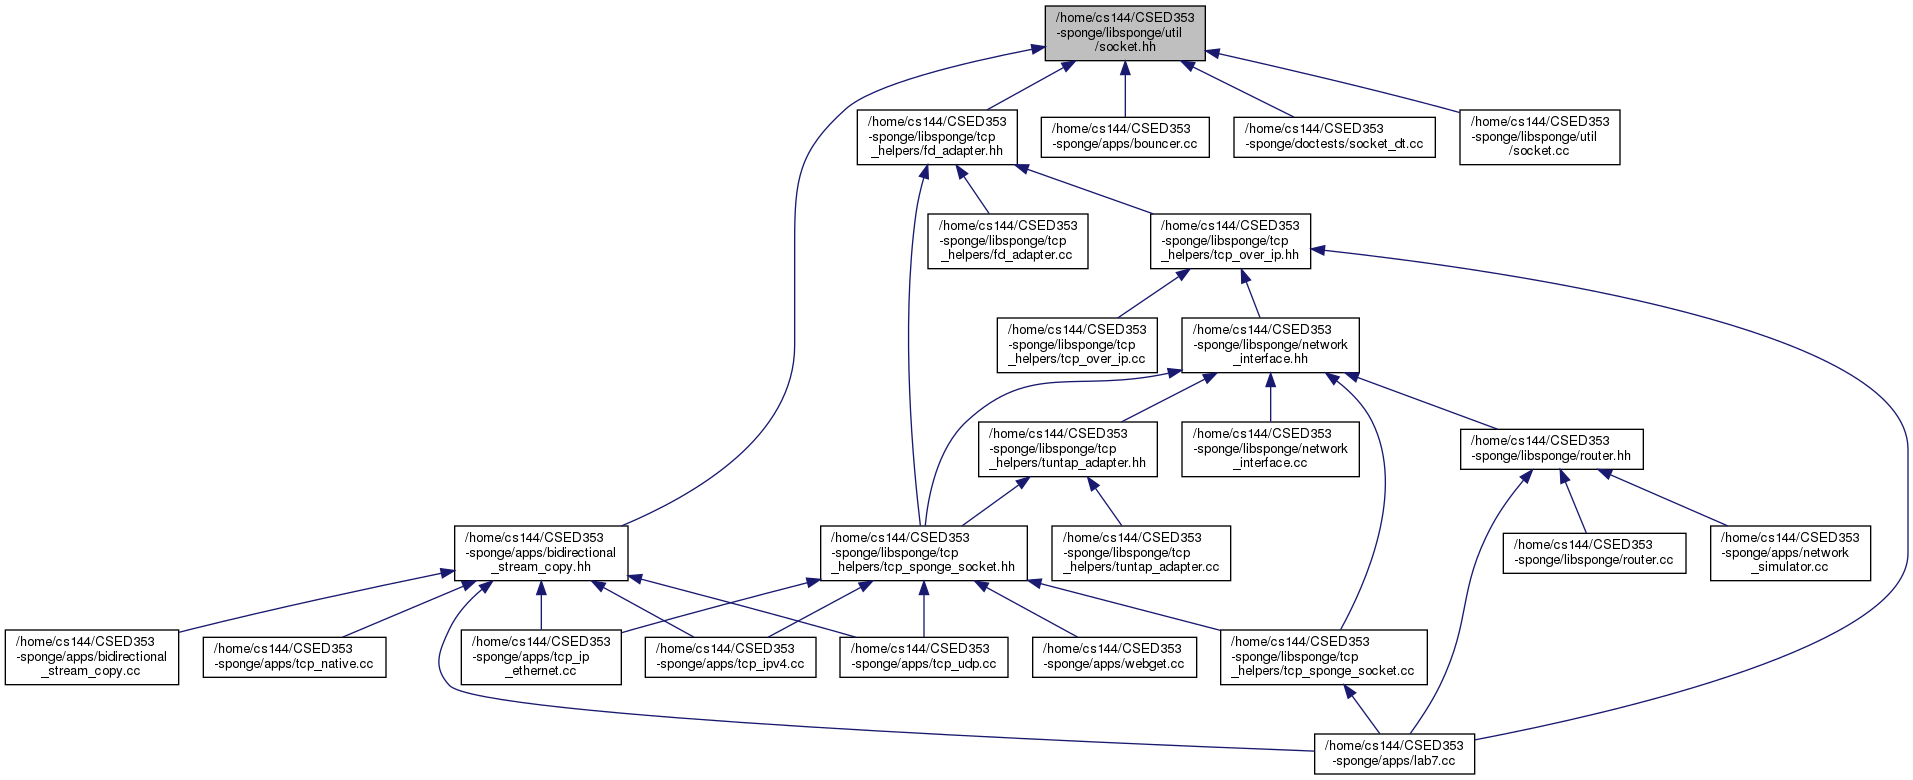 /home/cs144/CSED353
-sponge/libsponge/util
/socket.hh
/home/cs144/CSED353
-sponge/libsponge/tcp
_helpers/fd_adapter.hh
/home/cs144/CSED353
-sponge/apps/bouncer.cc
/home/cs144/CSED353
-sponge/doctests/socket_dt.cc
/home/cs144/CSED353
-sponge/libsponge/util
/socket.cc
/home/cs144/CSED353
-sponge/libsponge/tcp
_helpers/fd_adapter.cc
/home/cs144/CSED353
-sponge/libsponge/tcp
_helpers/tcp_over_ip.hh
/home/cs144/CSED353
-sponge/libsponge/tcp
_helpers/tcp_over_ip.cc
/home/cs144/CSED353
-sponge/libsponge/network
_interface.hh
/home/cs144/CSED353
-sponge/libsponge/tcp
_helpers/tuntap_adapter.hh
/home/cs144/CSED353
-sponge/libsponge/network
_interface.cc
/home/cs144/CSED353
-sponge/libsponge/router.hh
/home/cs144/CSED353
-sponge/apps/bidirectional
_stream_copy.hh
/home/cs144/CSED353
-sponge/libsponge/tcp
_helpers/tcp_sponge_socket.hh
/home/cs144/CSED353
-sponge/libsponge/tcp
_helpers/tuntap_adapter.cc
/home/cs144/CSED353
-sponge/libsponge/router.cc
/home/cs144/CSED353
-sponge/apps/network
_simulator.cc
/home/cs144/CSED353
-sponge/apps/bidirectional
_stream_copy.cc
/home/cs144/CSED353
-sponge/apps/tcp_native.cc
/home/cs144/CSED353
-sponge/apps/tcp_ip
_ethernet.cc
/home/cs144/CSED353
-sponge/apps/tcp_ipv4.cc
/home/cs144/CSED353
-sponge/apps/tcp_udp.cc
/home/cs144/CSED353
-sponge/apps/webget.cc
/home/cs144/CSED353
-sponge/libsponge/tcp
_helpers/tcp_sponge_socket.cc
/home/cs144/CSED353
-sponge/apps/lab7.cc